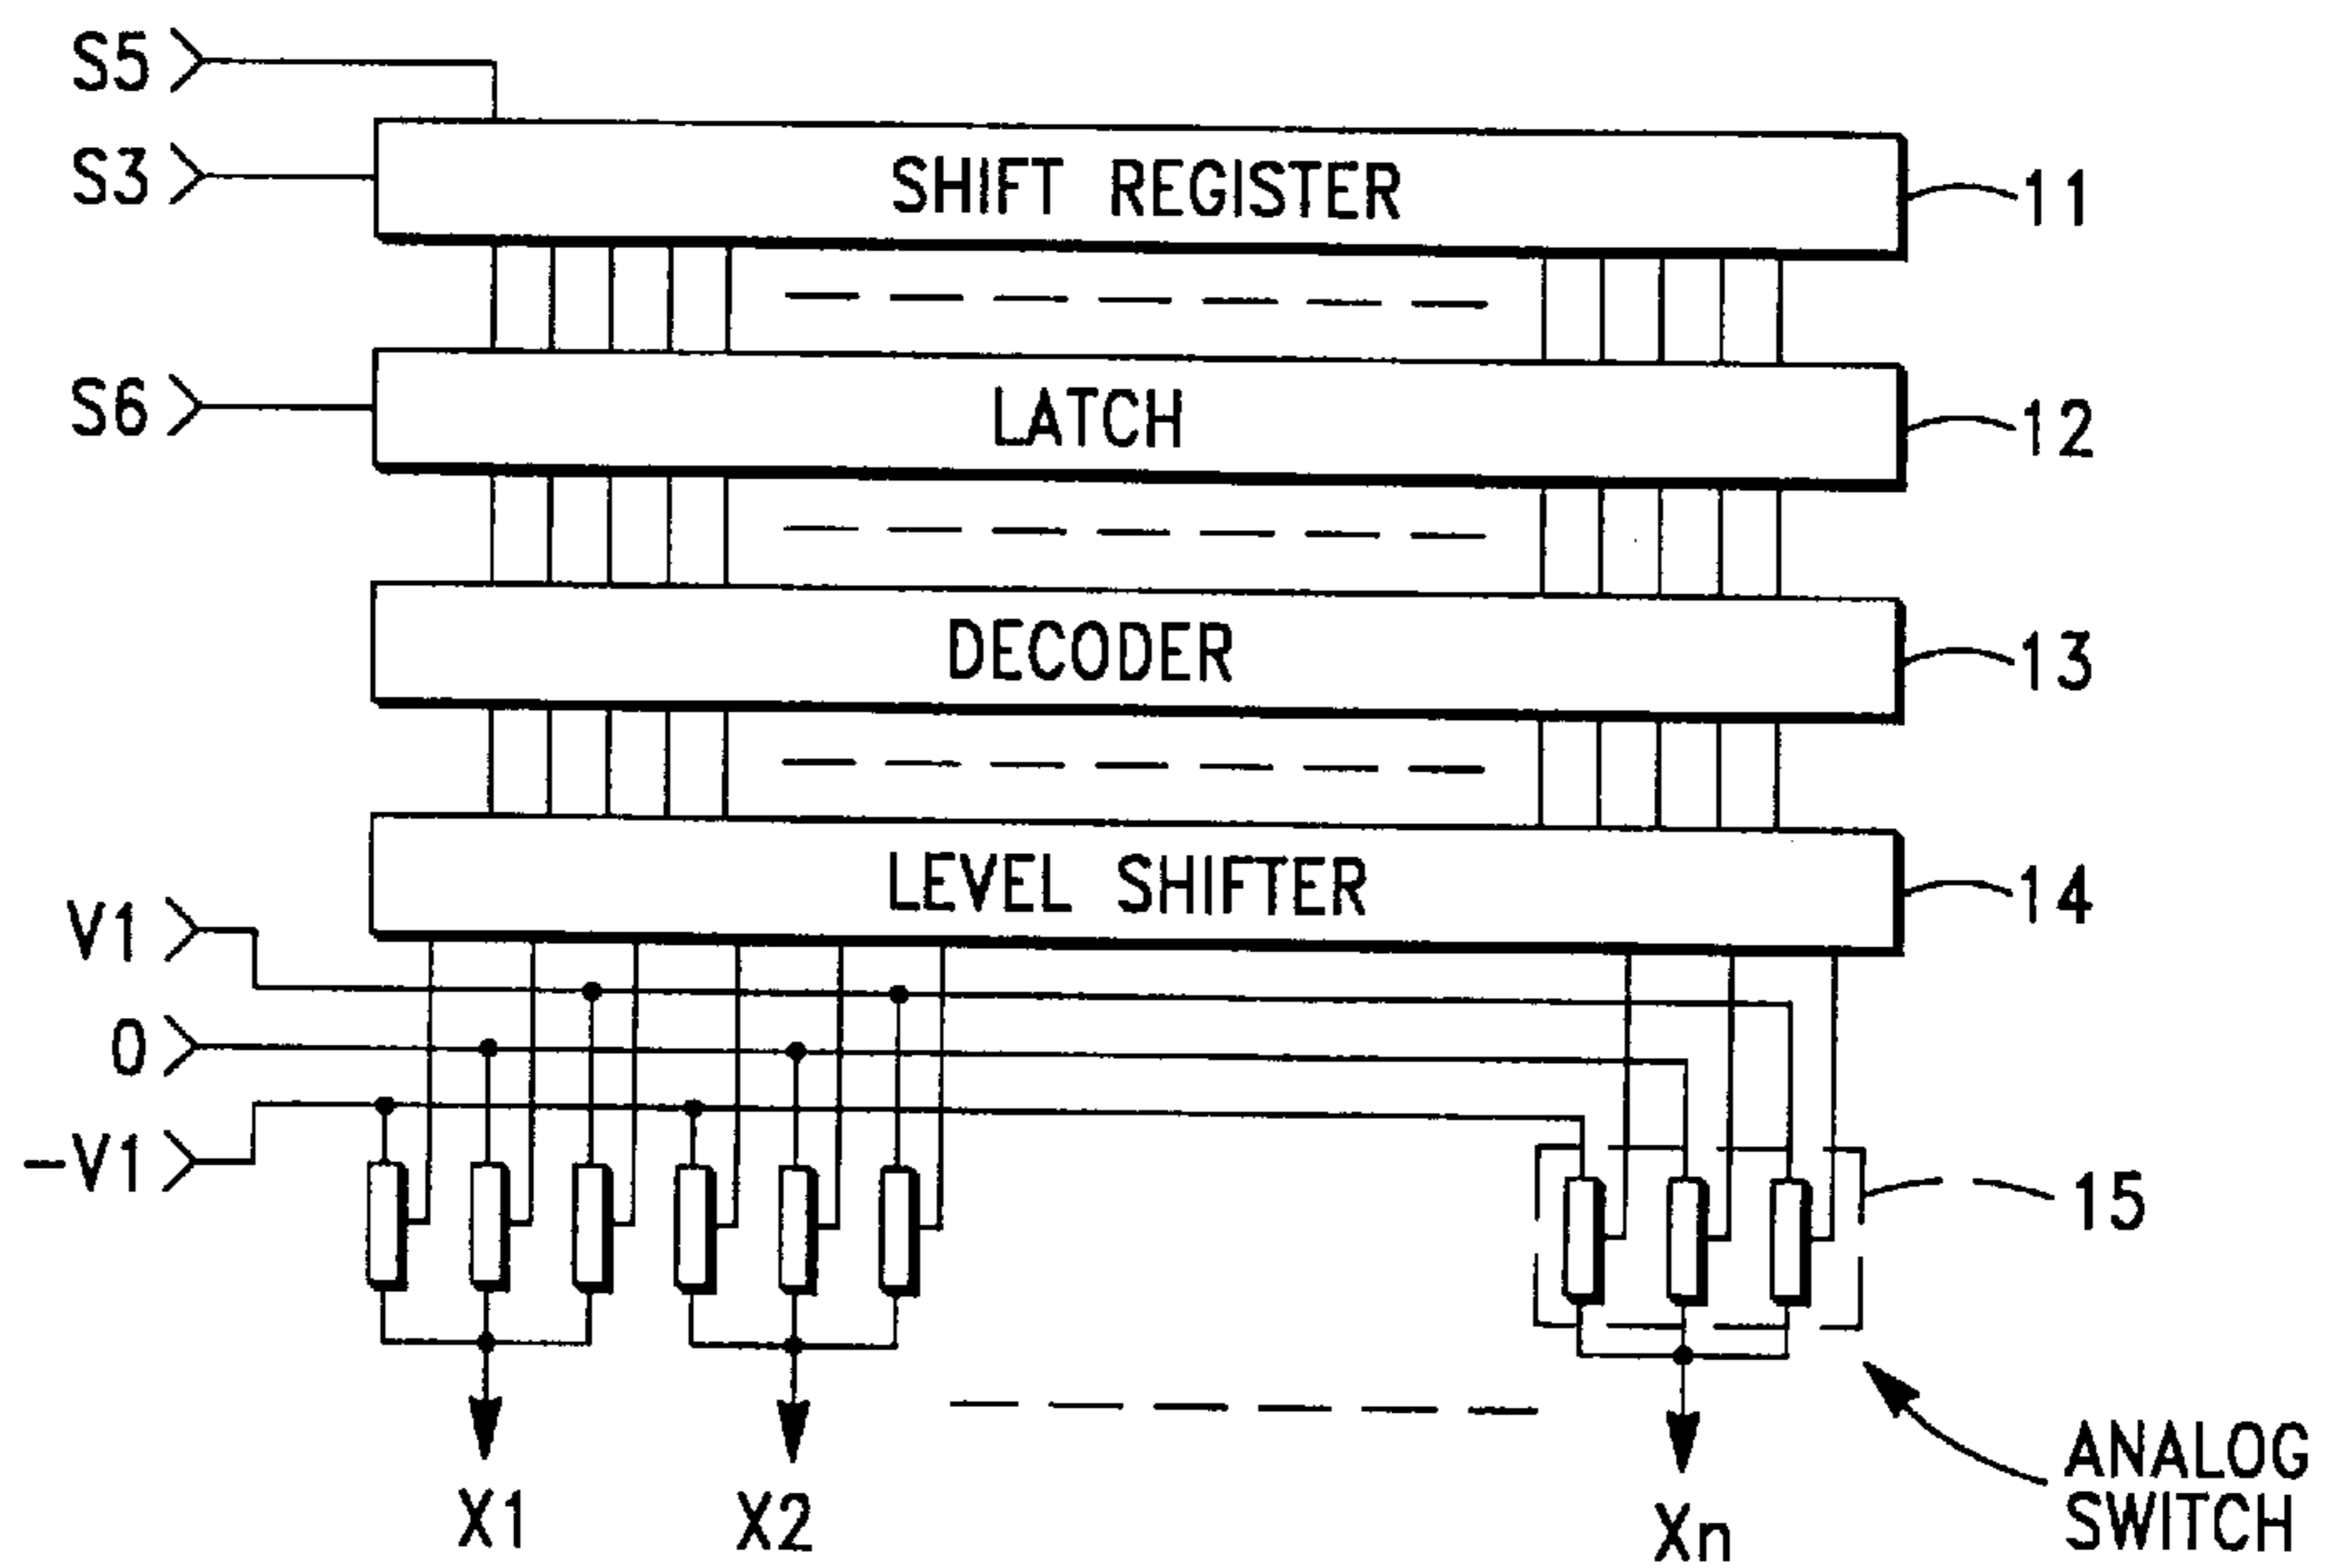 S5
S3
SHIFT REGISTER
11
S6
LATCH
12
DECODER
13
LEVEL SHIFTER
14
V1
0
-V1
15
X1
X2
Xn
ANALOG
SWITCH